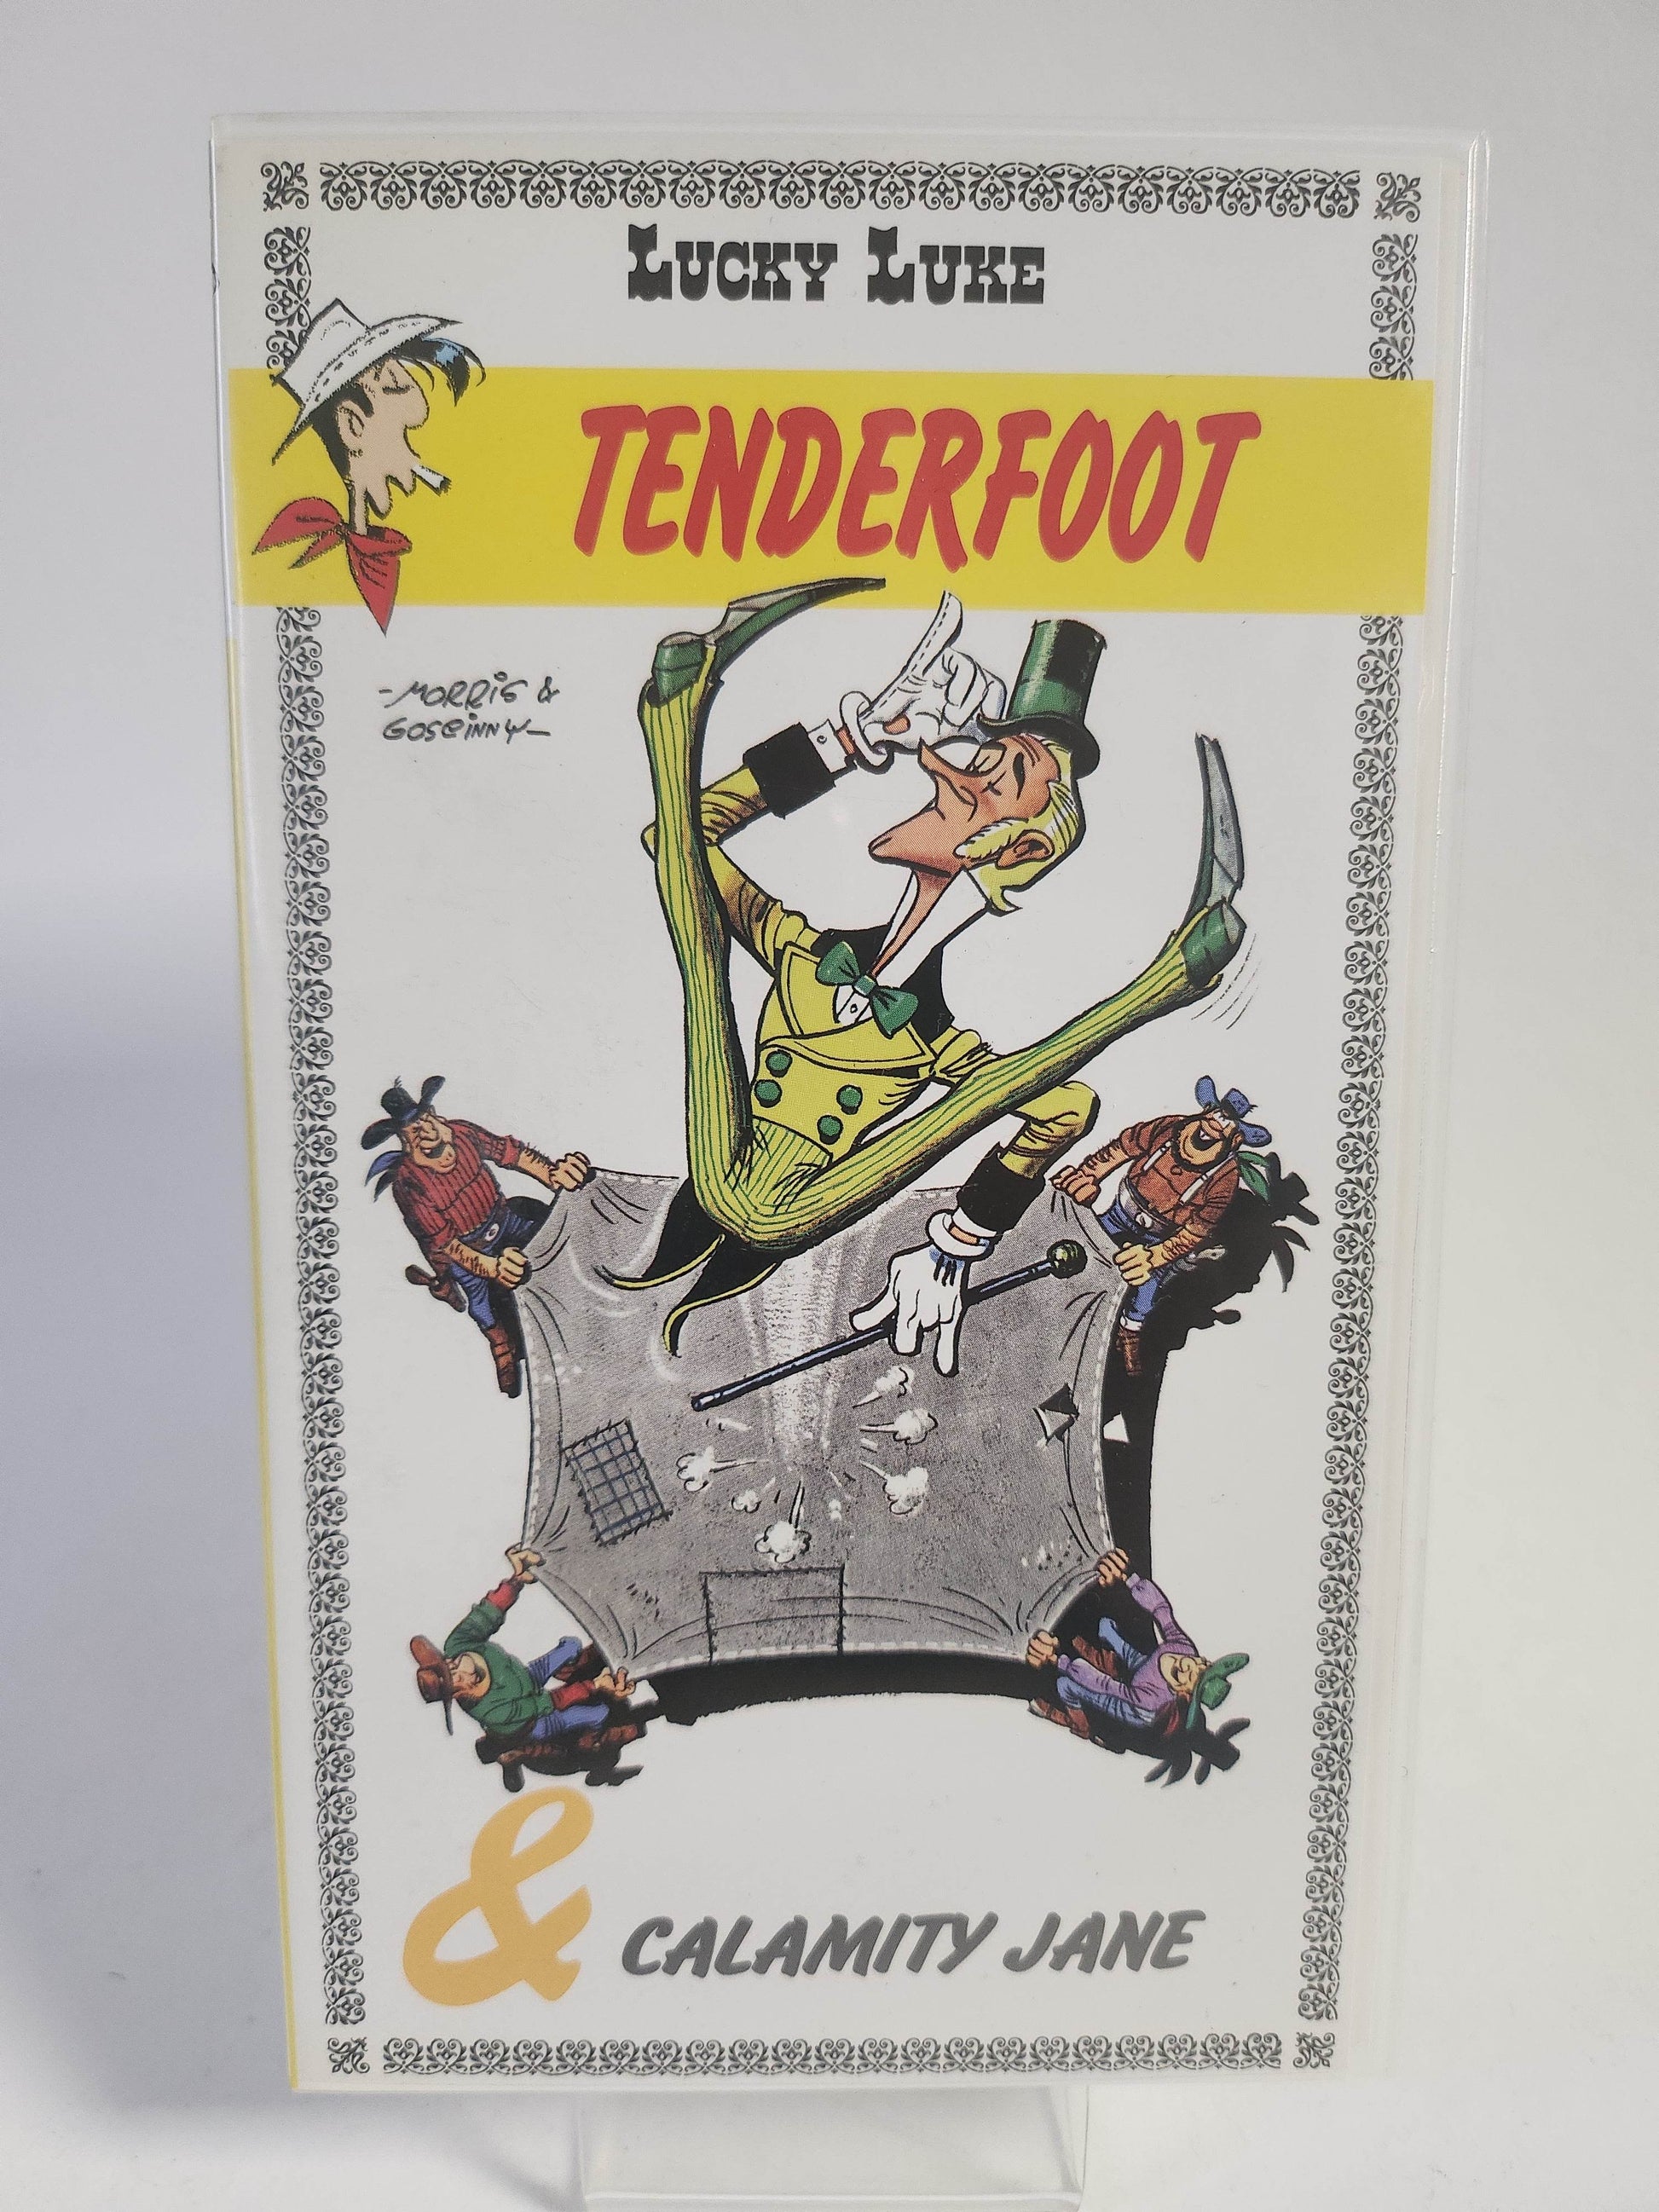 LUCKY LUKE
TENDERFOOT
-MORRIS &
GOSCINNY-
&
CALAMITY JANE